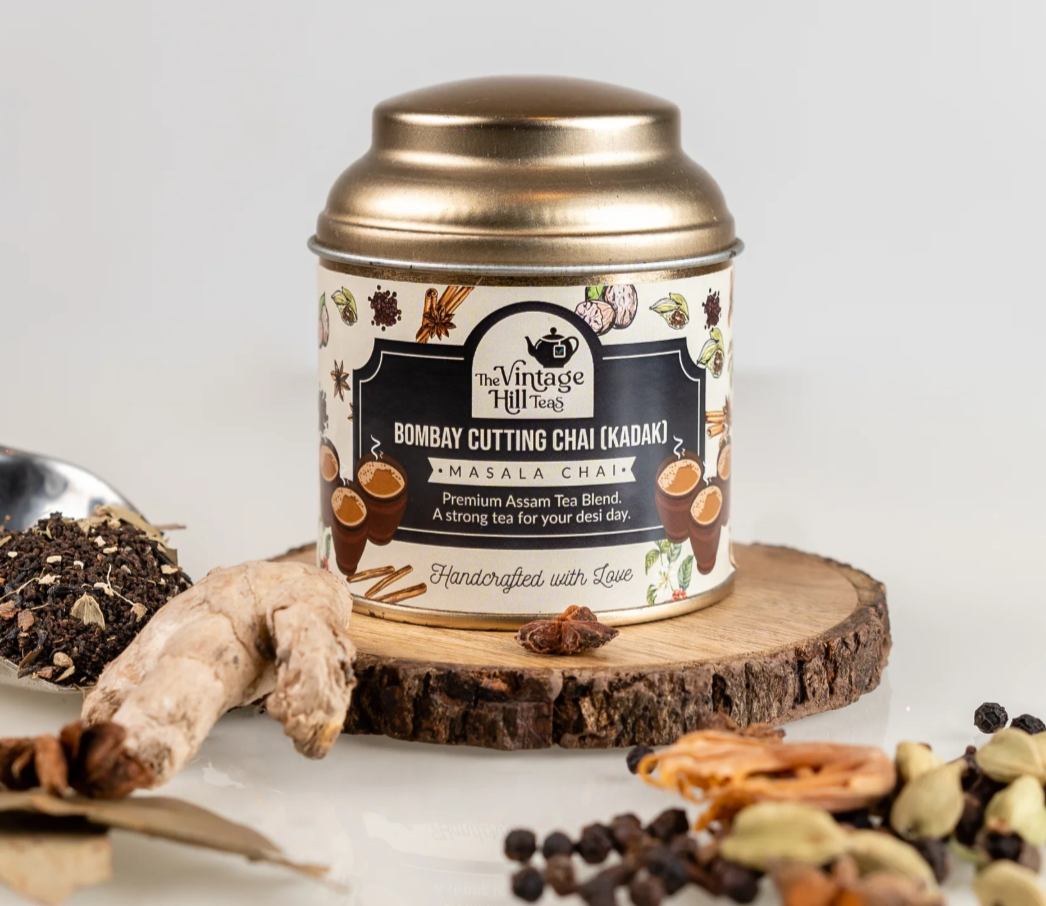 The Vintage
Hill Teas
BOMBAY CUTTING CHAI (KADAK)
•MASALA CHAI•
Premium Assam Tea Blend.
A strong tea for your desi day.
Handcrafted with Love